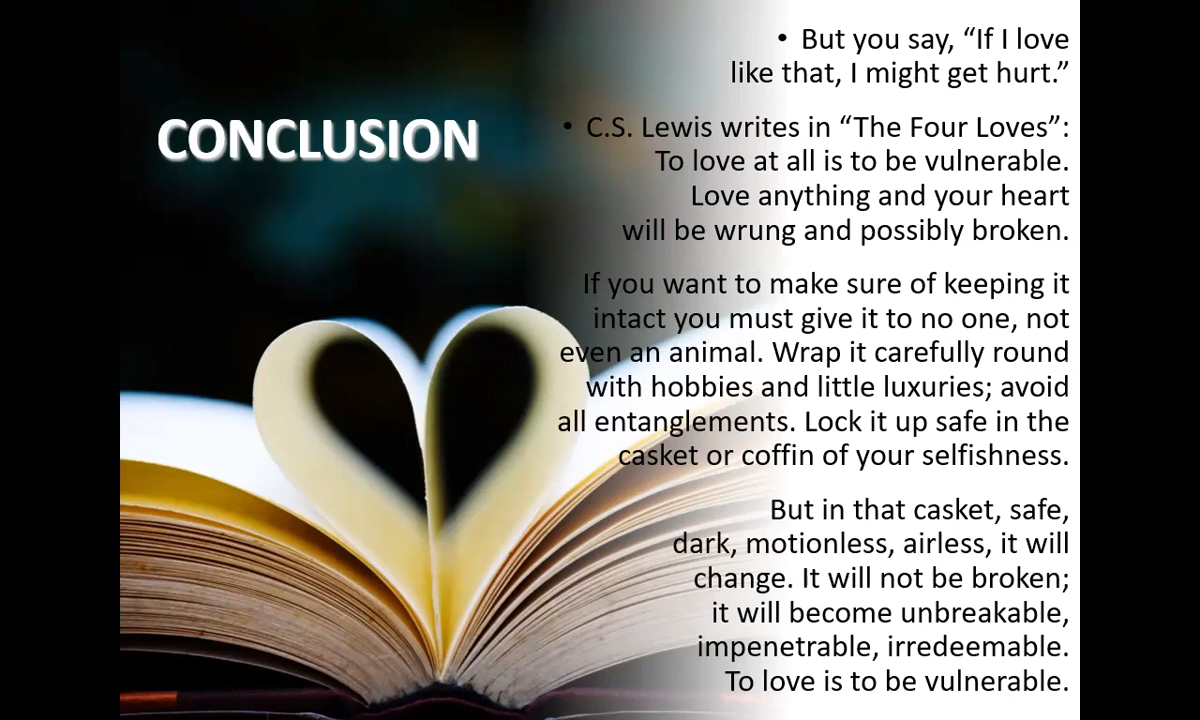 CONCLUSION
• But you say, “If I love
like that, I might get hurt.”
• C.S. Lewis writes in “The Four Loves”:
To love at all is to be vulnerable.
Love anything and your heart
will be wrung and possibly broken.
If you want to make sure of keeping it
intact you must give it to no one, not
even an animal. Wrap it carefully round
with hobbies and little luxuries; avoid
all entanglements. Lock it up safe in the
casket or coffin of your selfishness.
But in that casket, safe,
dark, motionless, airless, it will
change. It will not be broken;
it will become unbreakable,
impenetrable, irredeemable.
To love is to be vulnerable.